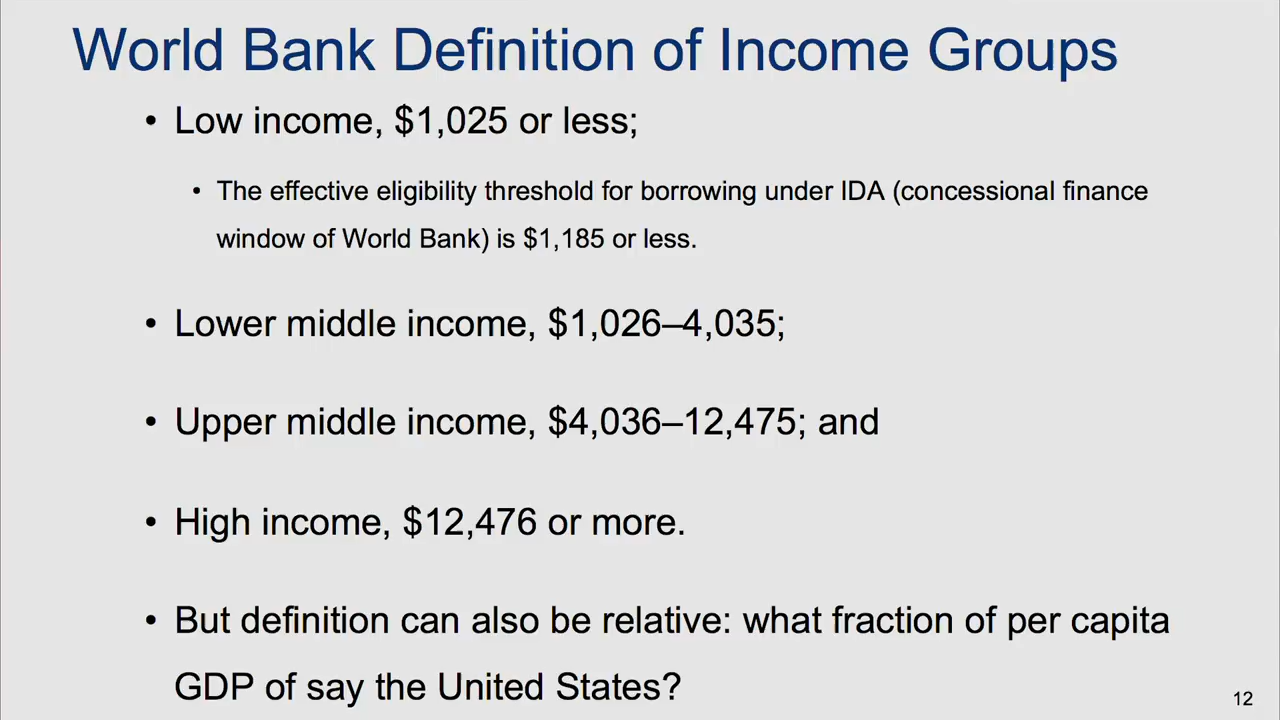 World Bank Definition of Income Groups
• Low income, $1,025 or less;
• The effective eligibility threshold for borrowing under IDA (concessional finance
window of World Bank) is $1,185 or less.
• Lower middle income, $1,026–4,035;
• Upper middle income, $4,036–12,475; and
• High income, $12,476 or more.
• But definition can also be relative: what fraction of per capita
GDP of say the United States?
12